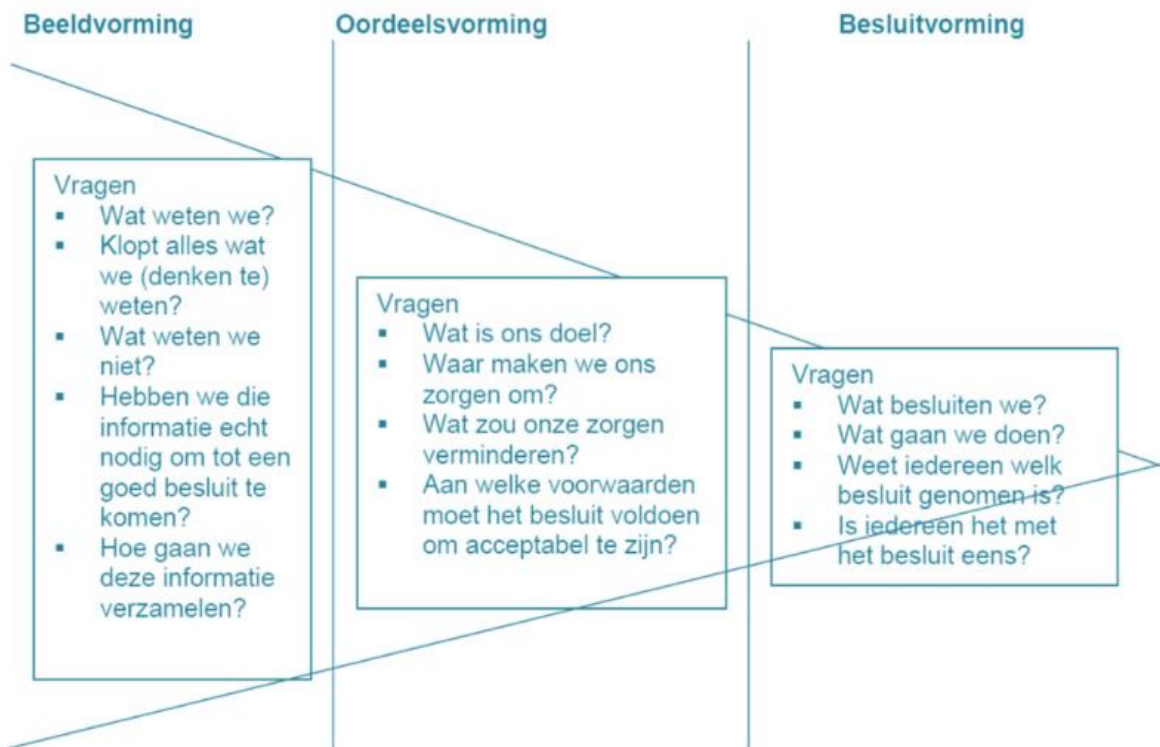 Beeldvorming
Oordeelsvorming
Besluitvorming
Vragen
▪ Wat weten we?
▪ Klopt alles wat
we (denken te)
weten?
▪ Wat weten we
niet?
▪ Hebben we die
informatie echt
nodig om tot een
goed besluit te
komen?
▪ Hoe gaan we
deze informatie
verzamelen?
Vragen
▪ Wat is ons doel?
▪ Waar maken we ons
zorgen om?
▪ Wat zou onze zorgen
verminderen?
▪ Aan welke voorwaarden
moet het besluit voldoen
om acceptabel te zijn?
Vragen
▪ Wat besluiten we?
▪ Wat gaan we doen?
▪ Weet iedereen welk
besluit genomen is?
▪ Is iedereen het met
het besluit eens?